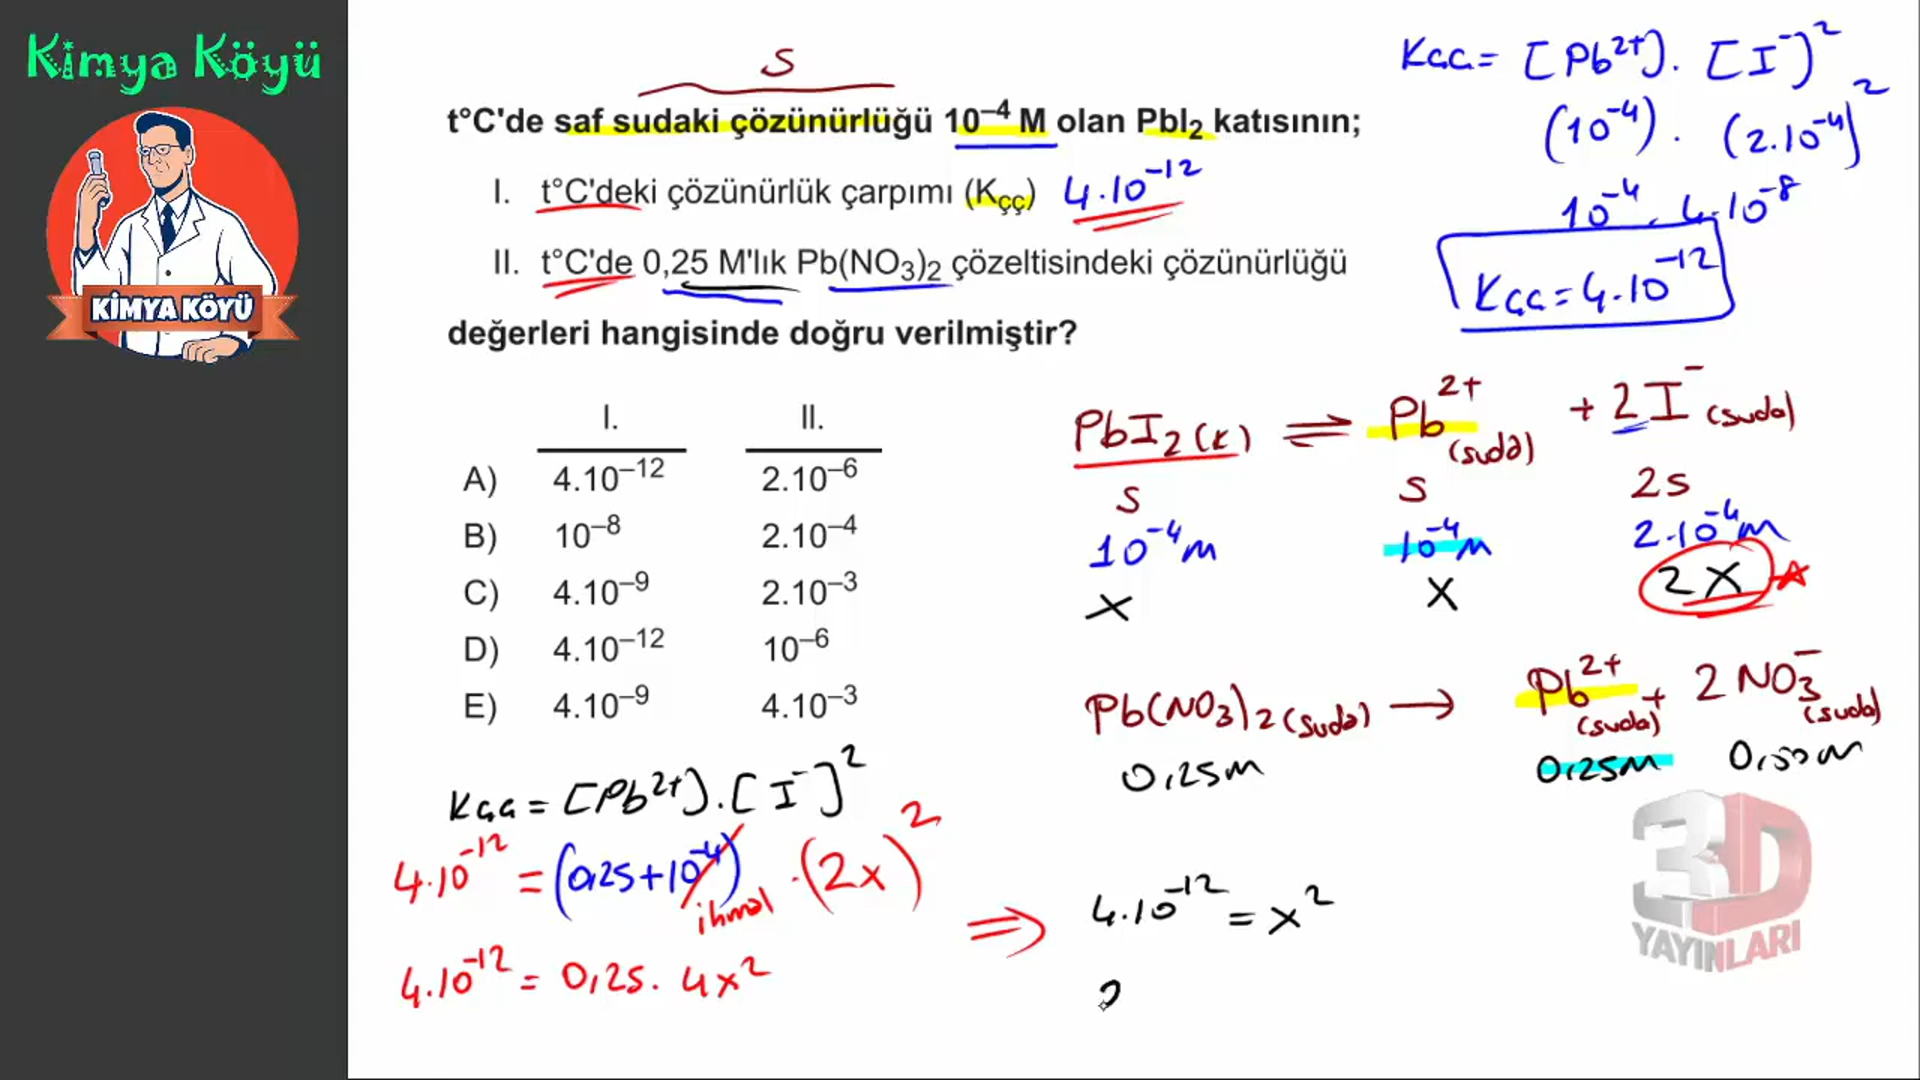 Kimya Köyü
KİMYA KÖYÜ
S
t°C'de saf sudaki çözünürlüğü 10⁻⁴ M olan PbI₂ katısının;
I. t°C'deki çözünürlük çarpımı (Kçç) 4.10⁻¹²
II. t°C'de 0,25 M'lık Pb(NO₃)₂ çözeltisindeki çözünürlüğü
değerleri hangisinde doğru verilmiştir?
I. II.
A) 4.10⁻¹² 2.10⁻⁶
B) 10⁻⁸ 2.10⁻⁴
C) 4.10⁻⁹ 2.10⁻³
D) 4.10⁻¹² 10⁻⁶
E) 4.10⁻⁹ 4.10⁻³
Kçç = [Pb²⁺].[I⁻]²
4.10⁻¹² = (0,25+10⁻⁴).(2x)²
ihmal
4.10⁻¹² = 0,25. 4x²
Kçç = [Pb²⁺].[I⁻]²
(10⁻⁴).(2.10⁻⁴)²
10⁻⁴. 4.10⁻⁸
Kçç = 4.10⁻¹²
PbI₂(k) ⇌ Pb²⁺(suda) + 2I⁻(suda)
S S 2S
10⁻⁴M 10⁻⁴M 2.10⁻⁴M
X X 2X
Pb(NO₃)₂(suda) → Pb²⁺(suda) + 2NO₃⁻(suda)
0,25M 0,25M 0,50M
⇒ 4.10⁻¹² = x²
2
3D
YAYINLARI